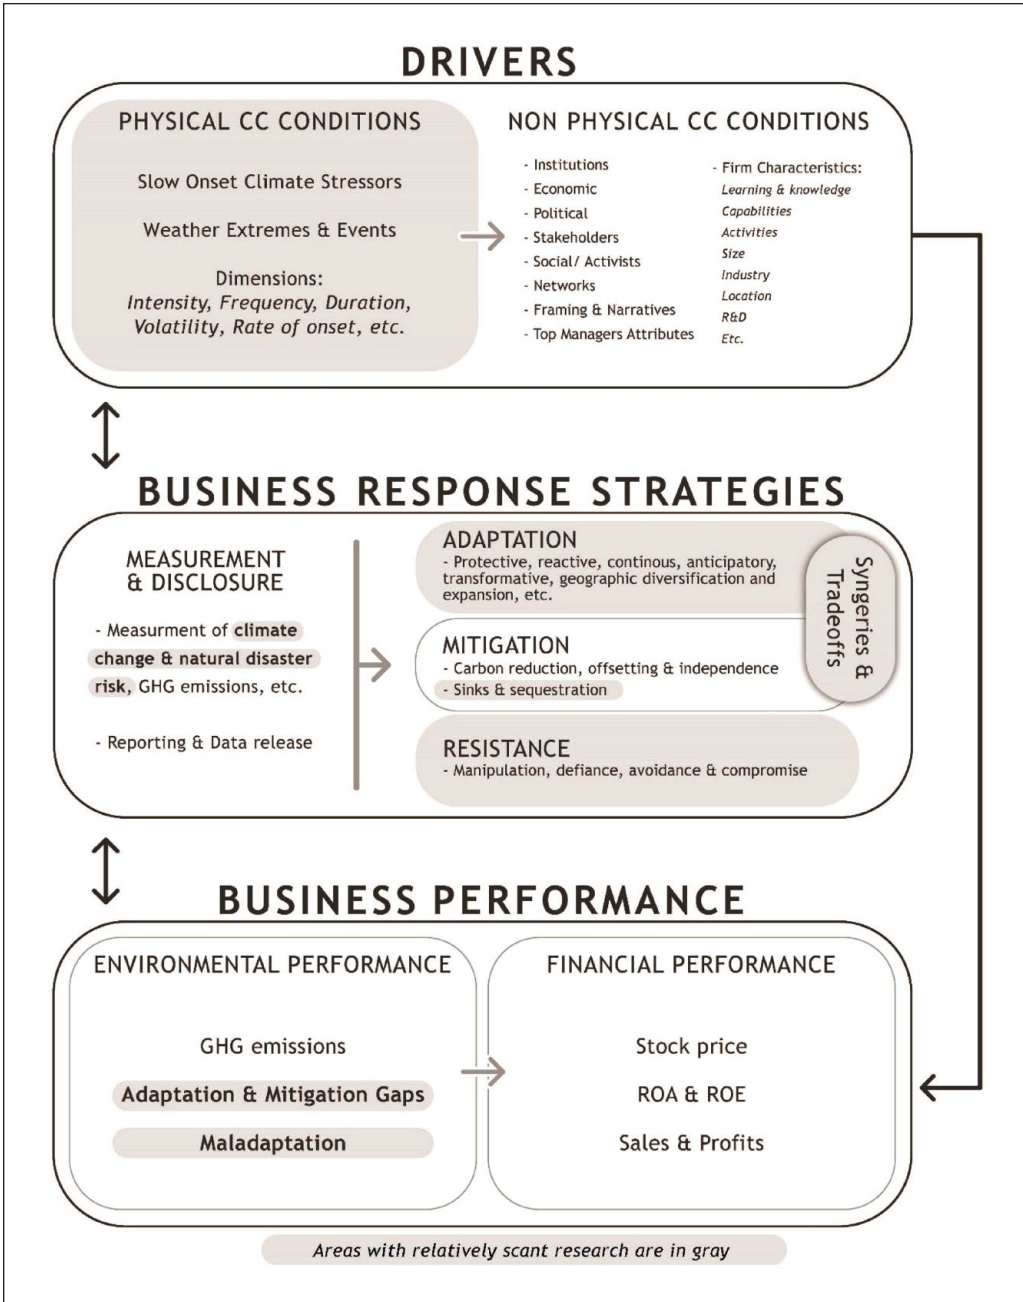 DRIVERS
PHYSICAL CC CONDITIONS
Slow Onset Climate Stressors
Weather Extremes & Events
Dimensions:
Intensity, Frequency, Duration,
Volatility, Rate of onset, etc.
NON PHYSICAL CC CONDITIONS
- Institutions
- Economic
- Political
- Stakeholders
- Social/ Activists
- Networks
- Framing & Narratives
- Top Managers Attributes
- Firm Characteristics:
Learning & knowledge
Capabilities
Activities
Size
Industry
Location
R&D
Etc.
BUSINESS RESPONSE STRATEGIES
MEASUREMENT
& DISCLOSURE
- Measurment of climate
change & natural disaster
risk, GHG emissions, etc.
- Reporting & Data release
ADAPTATION
- Protective, reactive, continous, anticipatory,
transformative, geographic diversification and
expansion, etc.
MITIGATION
- Carbon reduction, offsetting & independence
- Sinks & sequestration
RESISTANCE
- Manipulation, defiance, avoidance & compromise
Syngeries &
Tradeoffs
BUSINESS PERFORMANCE
ENVIRONMENTAL PERFORMANCE
GHG emissions
Adaptation & Mitigation Gaps
Maladaptation
FINANCIAL PERFORMANCE
Stock price
ROA & ROE
Sales & Profits
Areas with relatively scant research are in gray